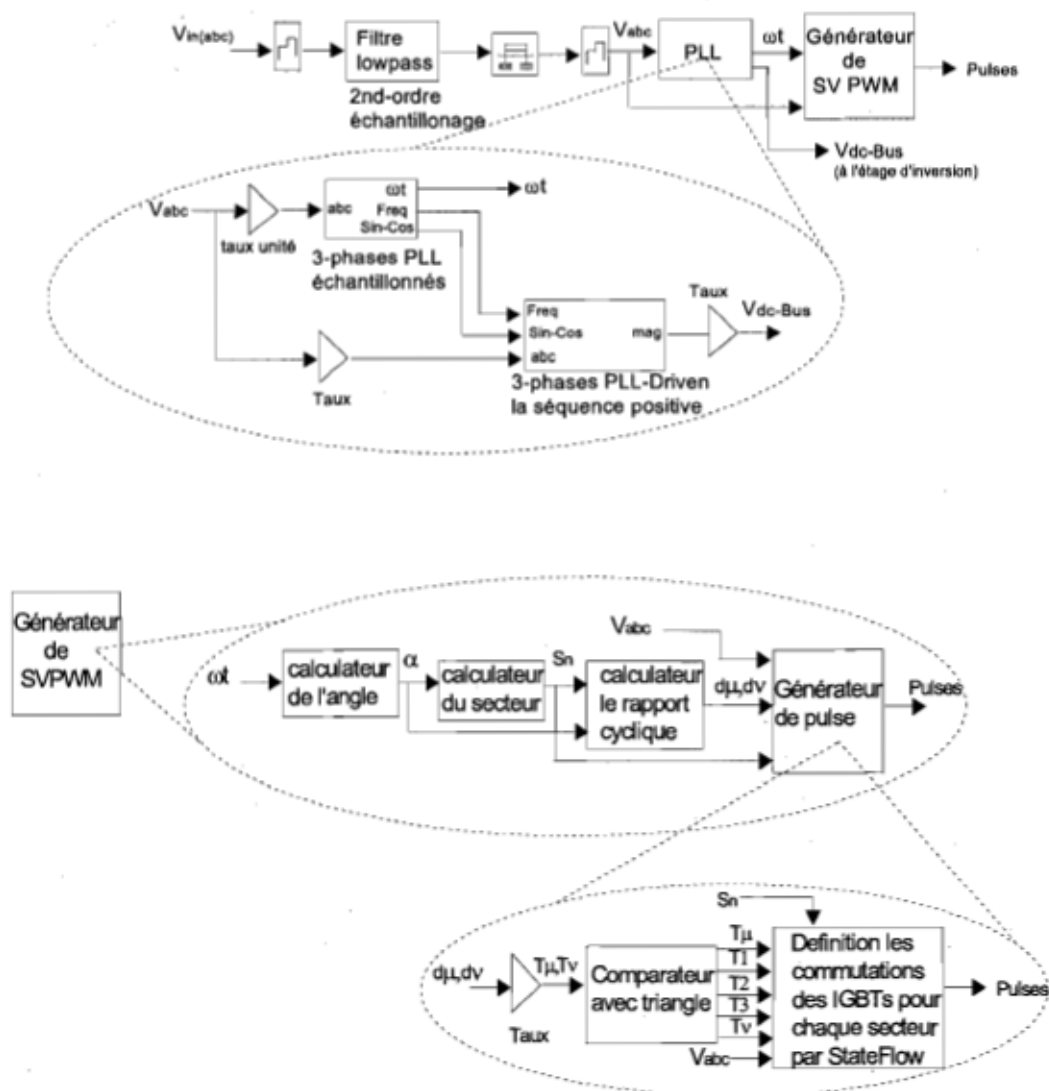 Vin(abc)
Filtre
lowpass
2nd-ordre
échantillonage
Vabc
PLL
ωt
Générateur
de
SV PWM
Pulses
Vdc-Bus
(à l'étage d'inversion)
Vabc
taux unité
abc
ωt
Freq
Sin-Cos
ωt
3-phases PLL
échantillonnés
Taux
Freq
Sin-Cos
abc
mag
Taux
Vdc-Bus
3-phases PLL-Driven
la séquence positive
Générateur
de
SVPWM
ωt
calculateur
de l'angle
α
calculateur
du secteur
Sn
calculateur
le rapport
cyclique
Vabc
dμ,dν
Générateur
de pulse
Pulses
Sn
dμ,dν
Taux
Tμ,Tν
Comparateur
avec triangle
Tμ
T1
T2
T3
Tν
Vabc
Definition les
commutations
des IGBTs pour
chaque secteur
par StateFlow
Pulses